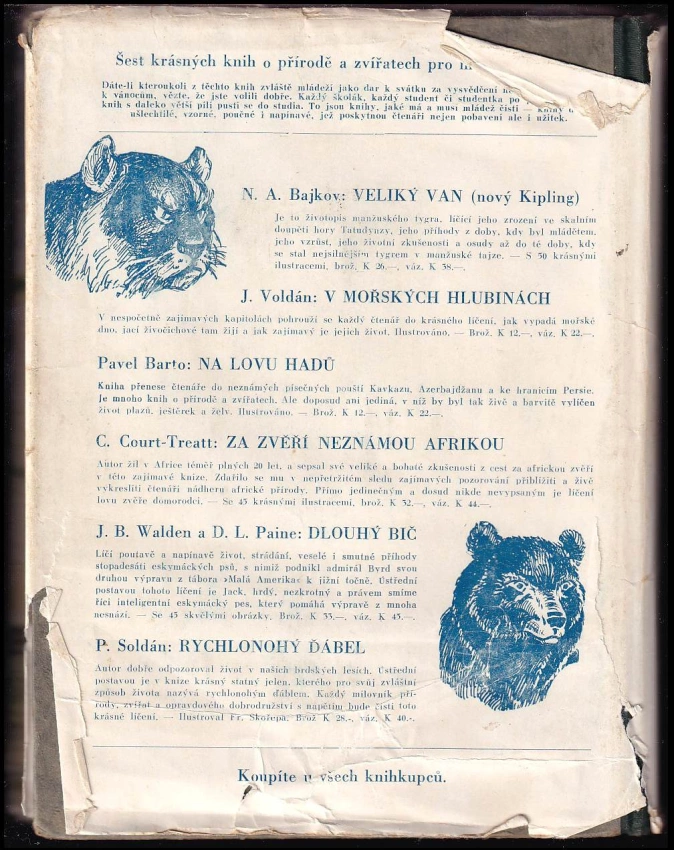 Šest krásných knih o přírodě a zvířatech pro
Dáte-li kteroukoli z těchto knih zvláště mládeži jako dar k svátku za vysvědčení
k vánocům, vězte, že jste volili dobře. Každý školák, každý student či studentka po
knih s daleko větší pílí pustí se do studia. To jsou knihy, jaké má a musí mládež čísti
ušlechtilé, vzorné, poučné i napínavé, jež poskytnou čtenáři nejen pobavení ale i užitek.
N. A. Bajkov: VELIKÝ VAN (nový Kipling)
Je to životopis manžuského tygra, líčící jeho zrození ve skalním
doupěti hory Tatudynzy, jeho příhody z doby, kdy byl mládětem,
jeho vzrůst, jeho životní zkušenosti a osudy až do té doby, kdy
se stal nejsilnějším tygrem v manžuské tajze. — S 50 krásnými
ilustracemi, brož. K 26.—, váz. K 38.—.
J. Voldán: V MOŘSKÝCH HLUBINÁCH
V nespočetně zajímavých kapitolách pohrouží se každý čtenář do krásného líčení, jak vypadá mořské
dno, jací živočichové tam žijí a jak zajímavý je jejich život. Ilustrováno. — Brož. K 12.—, váz. K 22.—.
Pavel Barto: NA LOVU HADŮ
Kniha přenese čtenáře do neznámých písečných pouští Kavkazu, Azerbajdžanu a ke hranicím Persie.
Je mnoho knih o přírodě a zvířatech. Ale doposud ani jediná, v níž by byl tak živě a barvitě vylíčen
život plazů, ještěrek a želv. Ilustrováno. — Brož. K 12.—, váz. K 22.—.
C. Court-Treatt: ZA ZVĚŘÍ NEZNÁMOU AFRIKOU
Autor žil v Africe téměř plných 20 let, a sepsal své veliké a bohaté zkušenosti z cest za africkou zvěří
v této zajímavé knize. Zdařilo se mu v nepřetržitém sledu zajímavých pozorování přiblížiti a živě
vykresliti čtenáři nádheru africké přírody. Přímo jedinečným a dosud nikde nevypsaným je líčení
lovu zvěře domorodci. — Se 45 krásnými ilustracemi, brož. K 32.—, váz. K 44.—.
J. B. Walden a D. L. Paine: DLOUHÝ BIČ
Líčí poutavě a napínavě život, strádání, veselé i smutné příhody
stopadesáti eskymáckých psů, s nimiž podnikl admirál Byrd svou
druhou výpravu z tábora »Malá Amerika« k jižní točně. Ústřední
postavou tohoto líčení je Jack, hrdý, nezkrotný a právem smíme
říci inteligentní eskymácký pes, který pomáhá výpravě z mnoha
nesnází. — Se 45 skvělými obrázky. Brož. K 33.—, váz. K 45.—.
P. Soldán: RYCHLONOHÝ ĎÁBEL
Autor dobře odpozoroval život v našich brdských lesích. Ústřední
postavou je v knize krásný statný jelen, kterého pro svůj zvláštní
způsob života nazývá rychlonohým ďáblem. Každý milovník pří-
rody, zvířat a opravdového dobrodružství s napětím bude čísti toto
krásné líčení. — Ilustroval Fr. Skořepa. Brož K 28.-, váz. K 40.-.
Koupíte u všech knihkupců.